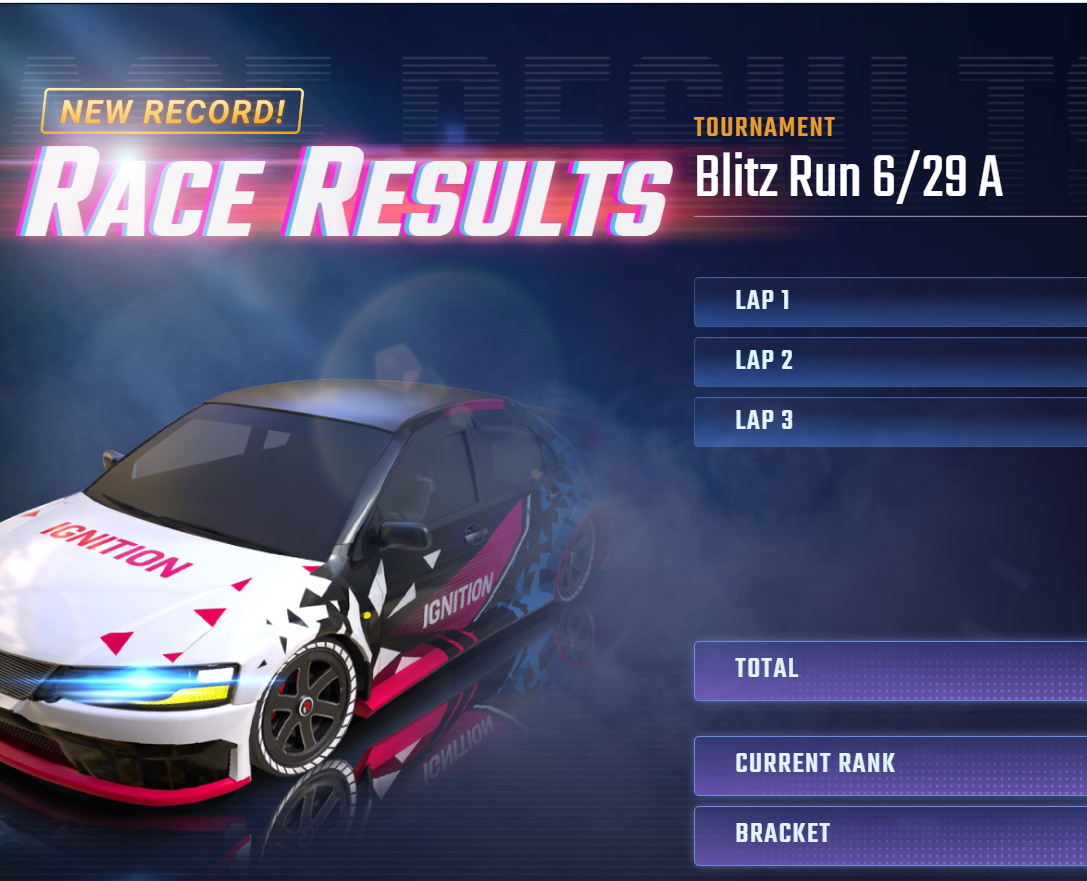 NEW RECORD!
RACE RESULTS
TOURNAMENT
Blitz Run 6/29 A
LAP 1
LAP 2
LAP 3
IGNITION
IGNITION
TOTAL
CURRENT RANK
BRACKET